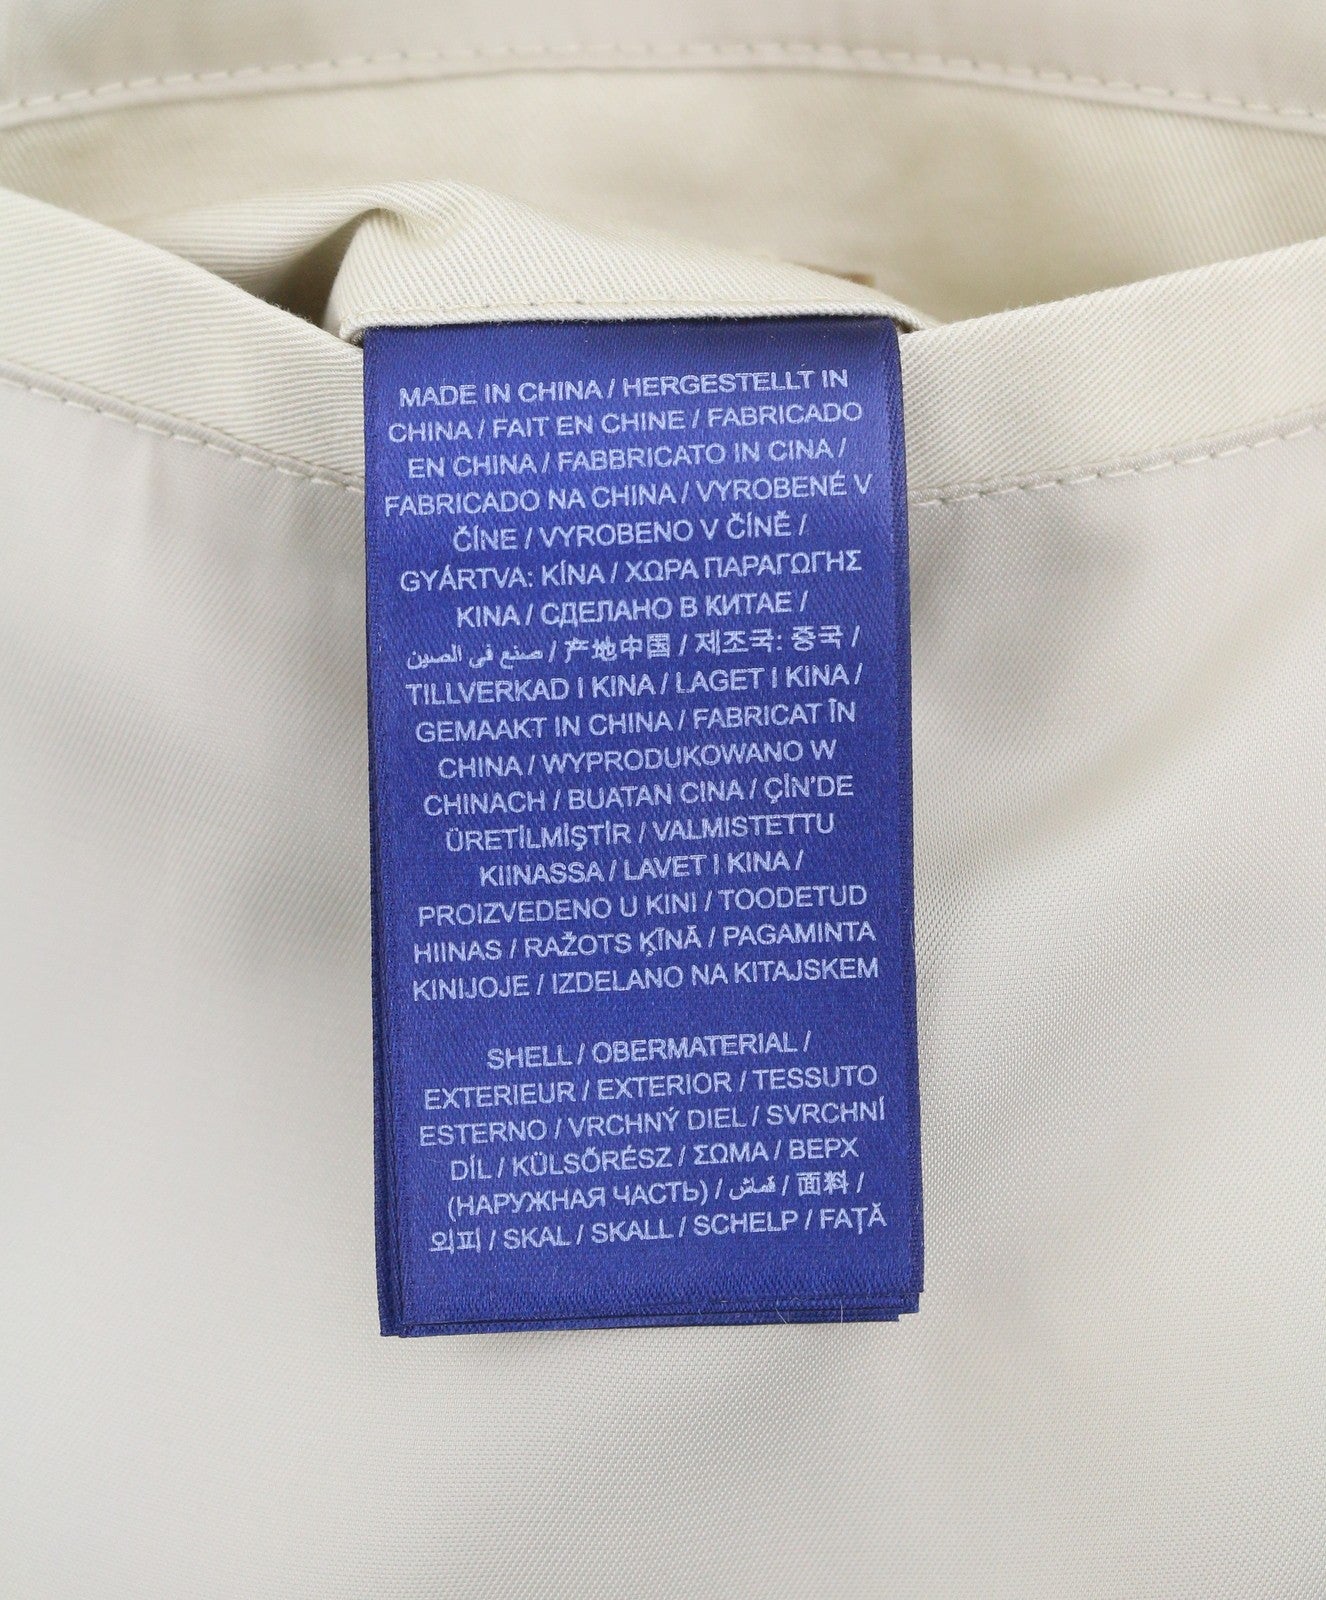 MADE IN CHINA / HERGESTELLT IN
CHINA / FAIT EN CHINE / FABRICADO
EN CHINA / FABBRICATO IN CINA /
FABRICADO NA CHINA / VYROBENÉ V
ČÍNE / VYROBENO V ČÍNĚ /
GYÁRTVA: KÍNA / ΧΩΡΑ ΠΑΡΑΓΩΓΗΣ
ΚΙΝΑ / СДЕЛАНО В КИТАЕ /
صنع في الصين / 产地中国 / 제조국: 중국 /
TILLVERKAD I KINA / LAGET I KINA /
GEMAAKT IN CHINA / FABRICAT ÎN
CHINA / WYPRODUKOWANO W
CHINACH / BUATAN CINA / ÇİN'DE
ÜRETİLMİŞTİR / VALMISTETTU
KIINASSA / LAVET I KINA /
PROIZVEDENO U KINI / TOODETUD
HIINAS / RAŽOTS ĶĪNĀ / PAGAMINTA
KINIJOJE / IZDELANO NA KITAJSKEM
SHELL / OBERMATERIAL /
EXTERIEUR / EXTERIOR / TESSUTO
ESTERNO / VRCHNÝ DIEL / SVRCHNÍ
DÍL / KÜLSŐRÉSZ / ΣΩΜΑ / ВЕРХ
(НАРУЖНАЯ ЧАСТЬ) / قماش / 面料 /
외피 / SKAL / SKALL / SCHELP / FAȚĂ